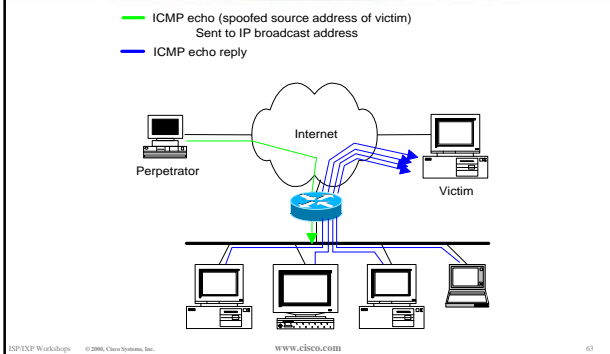 ICMP echo (spoofed source address of victim)
Sent to IP broadcast address
ICMP echo reply
Internet
Perpetrator
Victim
ISP/IXP Workshops © 2000, Cisco Systems, Inc. www.cisco.com 63